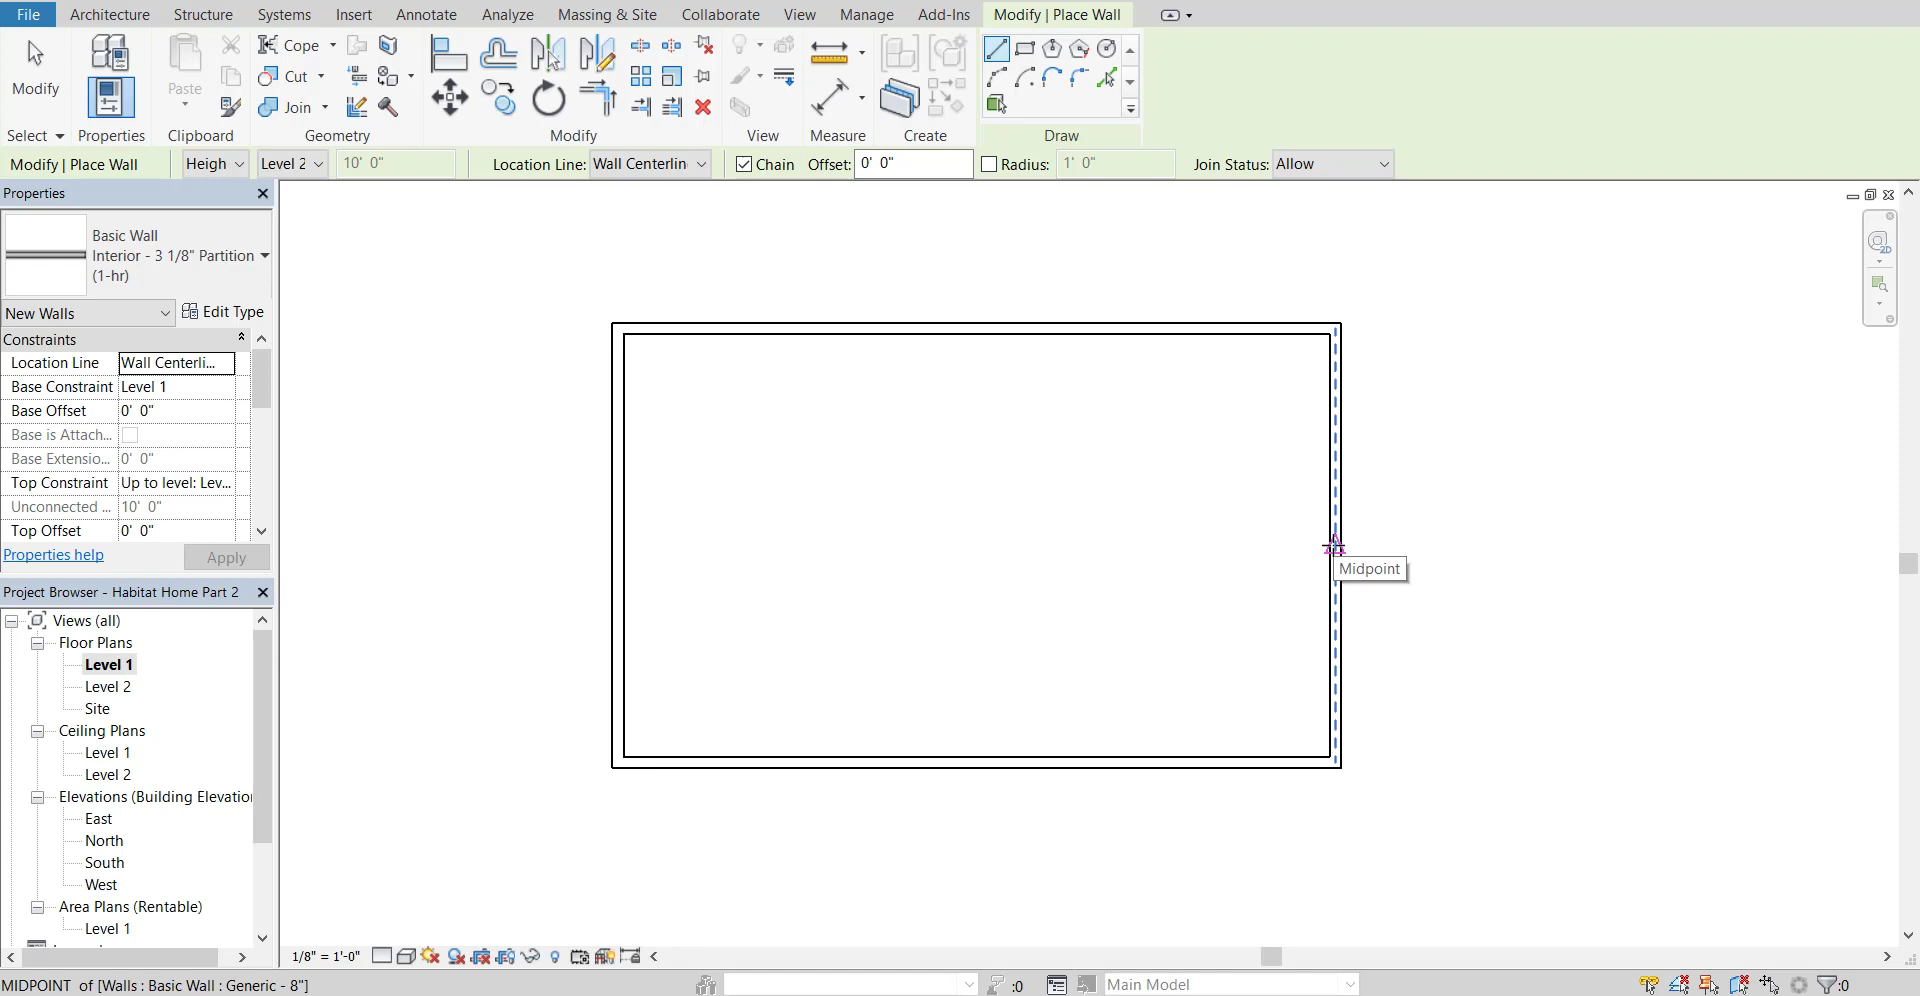 File Architecture Structure Systems Insert Annotate Analyze Massing & Site Collaborate View Manage Add-Ins Modify | Place Wall
Modify
Paste
Cope
Cut
Join
Select Properties Clipboard Geometry Modify View Measure Create Draw
Modify | Place Wall Heigh Level 2 10' 0" Location Line: Wall Centerlin Chain Offset: 0' 0" Radius: 1' 0" Join Status: Allow
Properties
Basic Wall
Interior - 3 1/8" Partition
(1-hr)
New Walls Edit Type
Constraints
Location Line Wall Centerli...
Base Constraint Level 1
Base Offset 0' 0"
Base is Attach...
Base Extensio... 0' 0"
Top Constraint Up to level: Lev...
Unconnected ... 10' 0"
Top Offset 0' 0"
Properties help Apply
Project Browser - Habitat Home Part 2
Views (all)
Floor Plans
Level 1
Level 2
Site
Ceiling Plans
Level 1
Level 2
Elevations (Building Elevatio
East
North
South
West
Area Plans (Rentable)
Level 1
2D
Midpoint
1/8" = 1'-0"
MIDPOINT of [Walls : Basic Wall : Generic - 8"] :0 Main Model :0